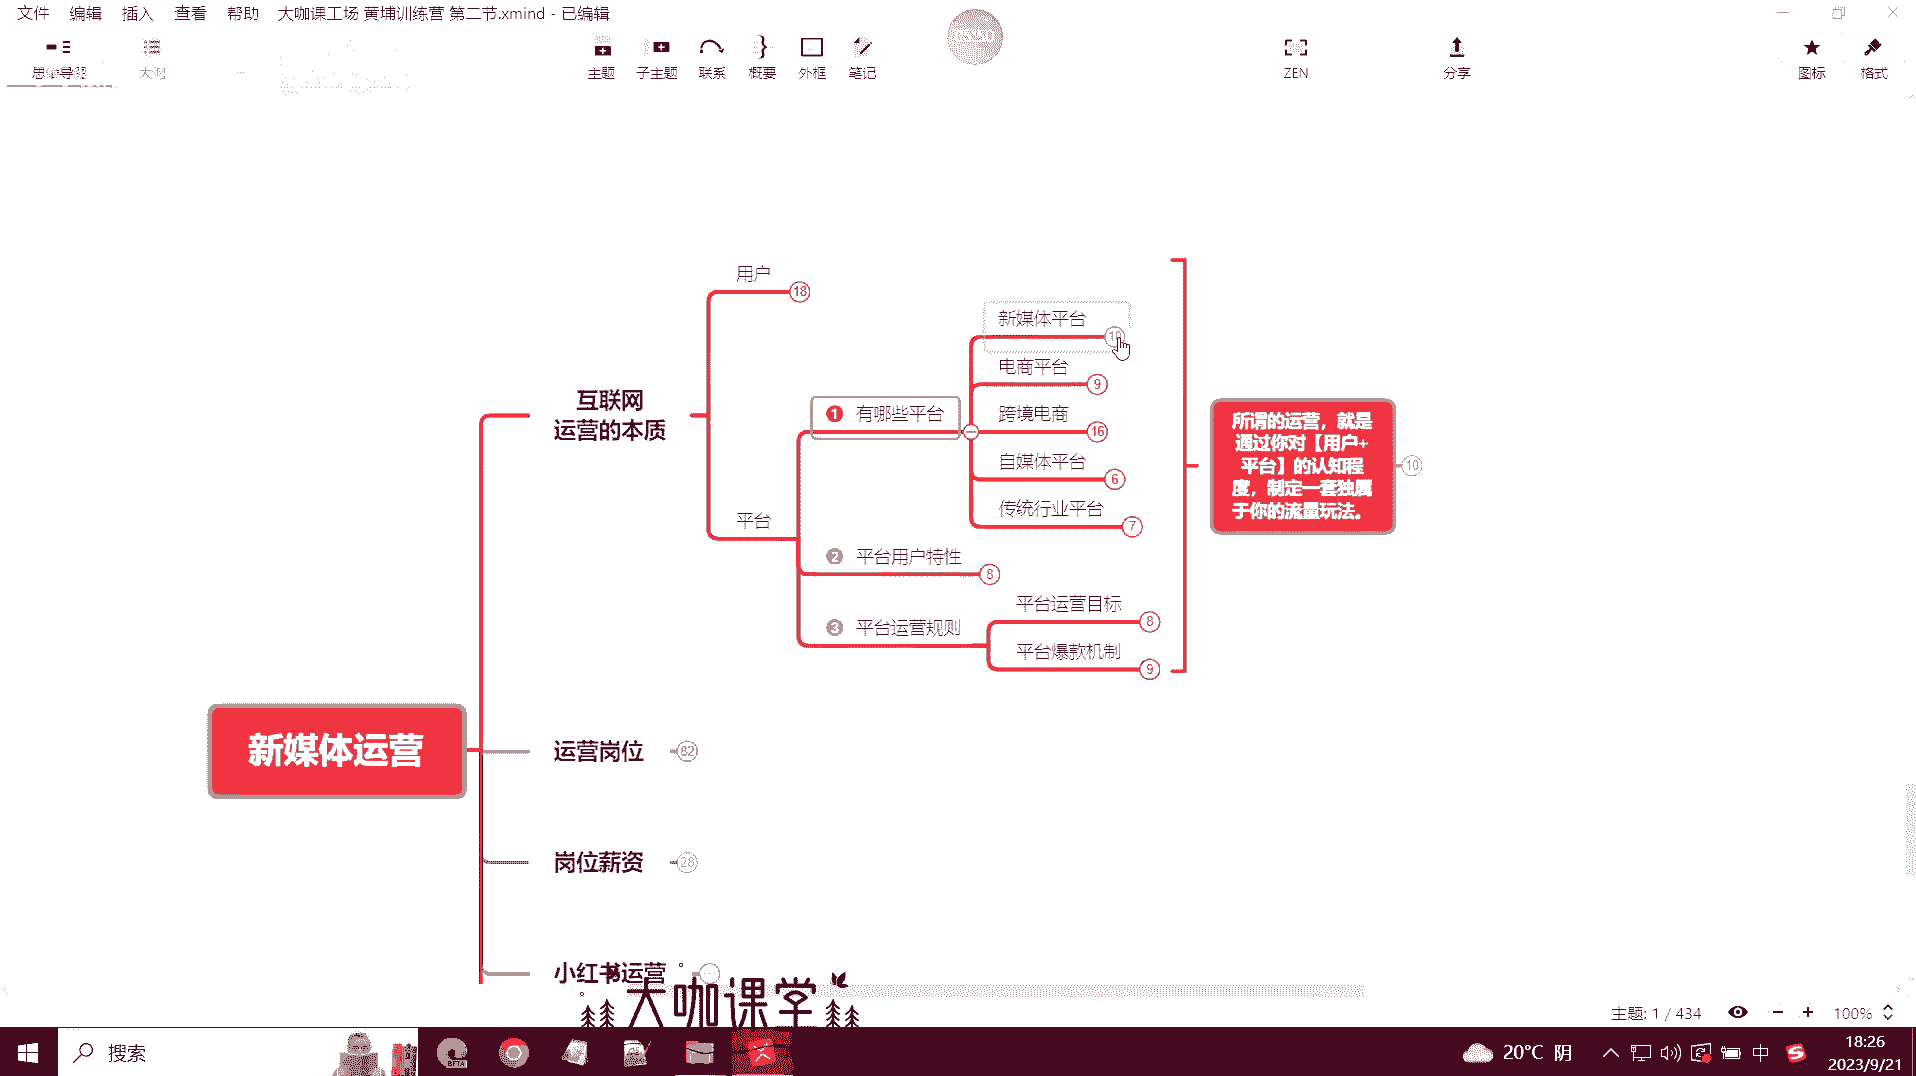 文件 编辑 插入 查看 帮助 大咖课工场 黄埔训练营 第二节.xmind - 已编辑
思维导图 大纲 主题 子主题 联系 概要 外框 笔记 ZEN 分享 图标 格式
用户 18
新媒体平台
电商平台 9
互联网
运营的本质
1 有哪些平台
跨境电商 16
自媒体平台 6
传统行业平台 7
平台
2 平台用户特性 8
3 平台运营规则
平台运营目标 8
平台爆款机制 9
所谓的运营，就是
通过你对【用户+
平台】的认知程
度，制定一套独属
于你的流量玩法。
10
新媒体运营
运营岗位 82
岗位薪资 28
小红书运营
大咖课堂
主题: 1 / 434 100%
搜索
20°C 阴 中
18:26
2023/9/21